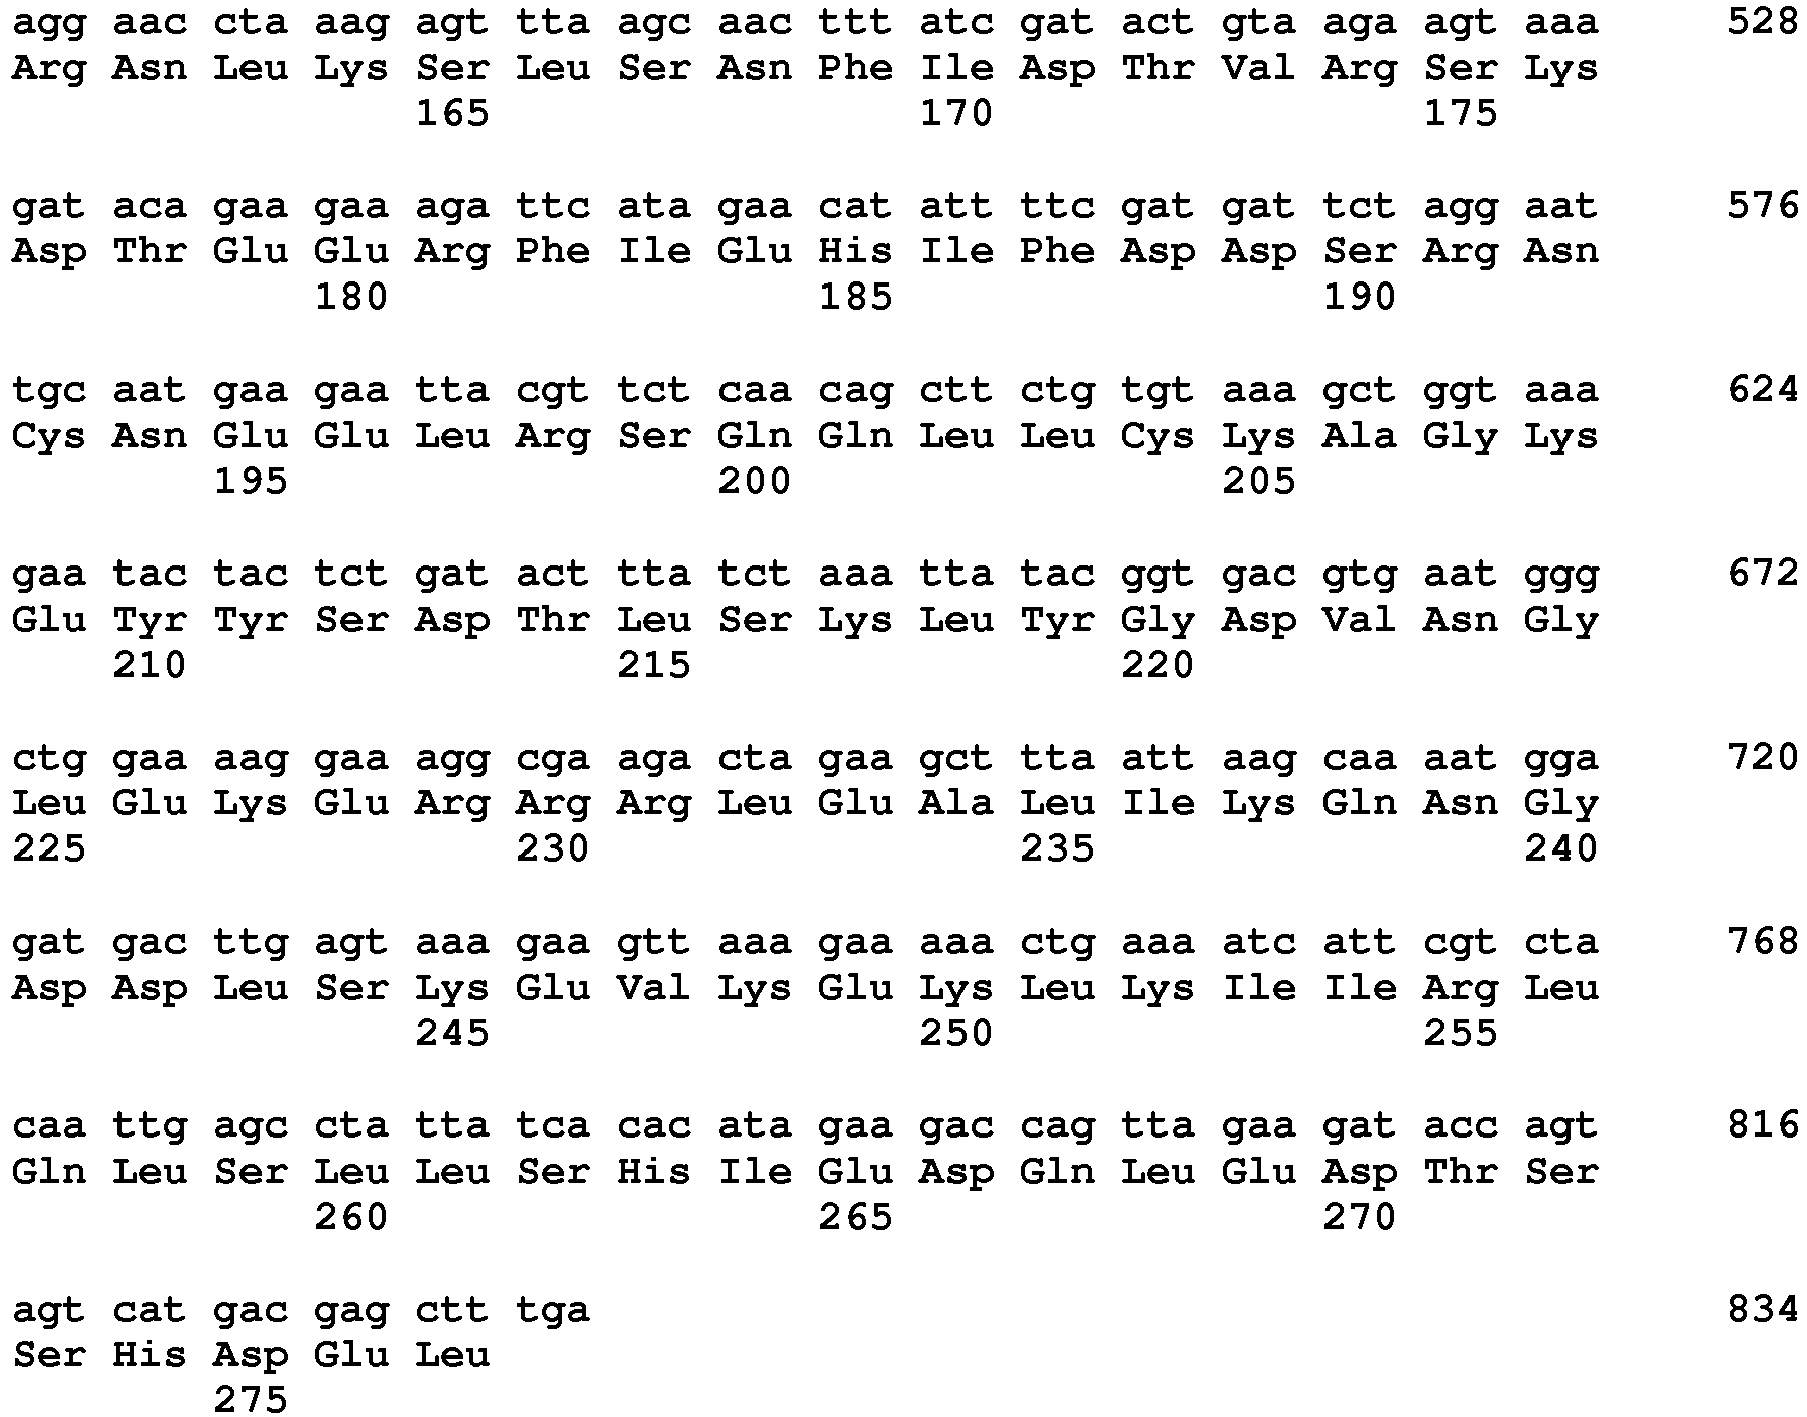 agg aac cta aag agt tta agc aac ttt atc gat act gta aga agt aaa 528
Arg Asn Leu Lys Ser Leu Ser Asn Phe Ile Asp Thr Val Arg Ser Lys
165 170 175
gat aca gaa gaa aga ttc ata gaa cat att ttc gat gat tct agg aat 576
Asp Thr Glu Glu Arg Phe Ile Glu His Ile Phe Asp Asp Ser Arg Asn
180 185 190
tgc aat gaa gaa tta cgt tct caa cag ctt ctg tgt aaa gct ggt aaa 624
Cys Asn Glu Glu Leu Arg Ser Gln Gln Leu Leu Cys Lys Ala Gly Lys
195 200 205
gaa tac tac tct gat act tta tct aaa tta tac ggt gac gtg aat ggg 672
Glu Tyr Tyr Ser Asp Thr Leu Ser Lys Leu Tyr Gly Asp Val Asn Gly
210 215 220
ctg gaa aag gaa agg cga aga cta gaa gct tta att aag caa aat gga 720
Leu Glu Lys Glu Arg Arg Arg Leu Glu Ala Leu Ile Lys Gln Asn Gly
225 230 235 240
gat gac ttg agt aaa gaa gtt aaa gaa aaa ctg aaa atc att cgt cta 768
Asp Asp Leu Ser Lys Glu Val Lys Glu Lys Leu Lys Ile Ile Arg Leu
245 250 255
caa ttg agc cta tta tca cac ata gaa gac cag tta gaa gat acc agt 816
Gln Leu Ser Leu Leu Ser His Ile Glu Asp Gln Leu Glu Asp Thr Ser
260 265 270
agt cat gac gag ctt tga 834
Ser His Asp Glu Leu
275